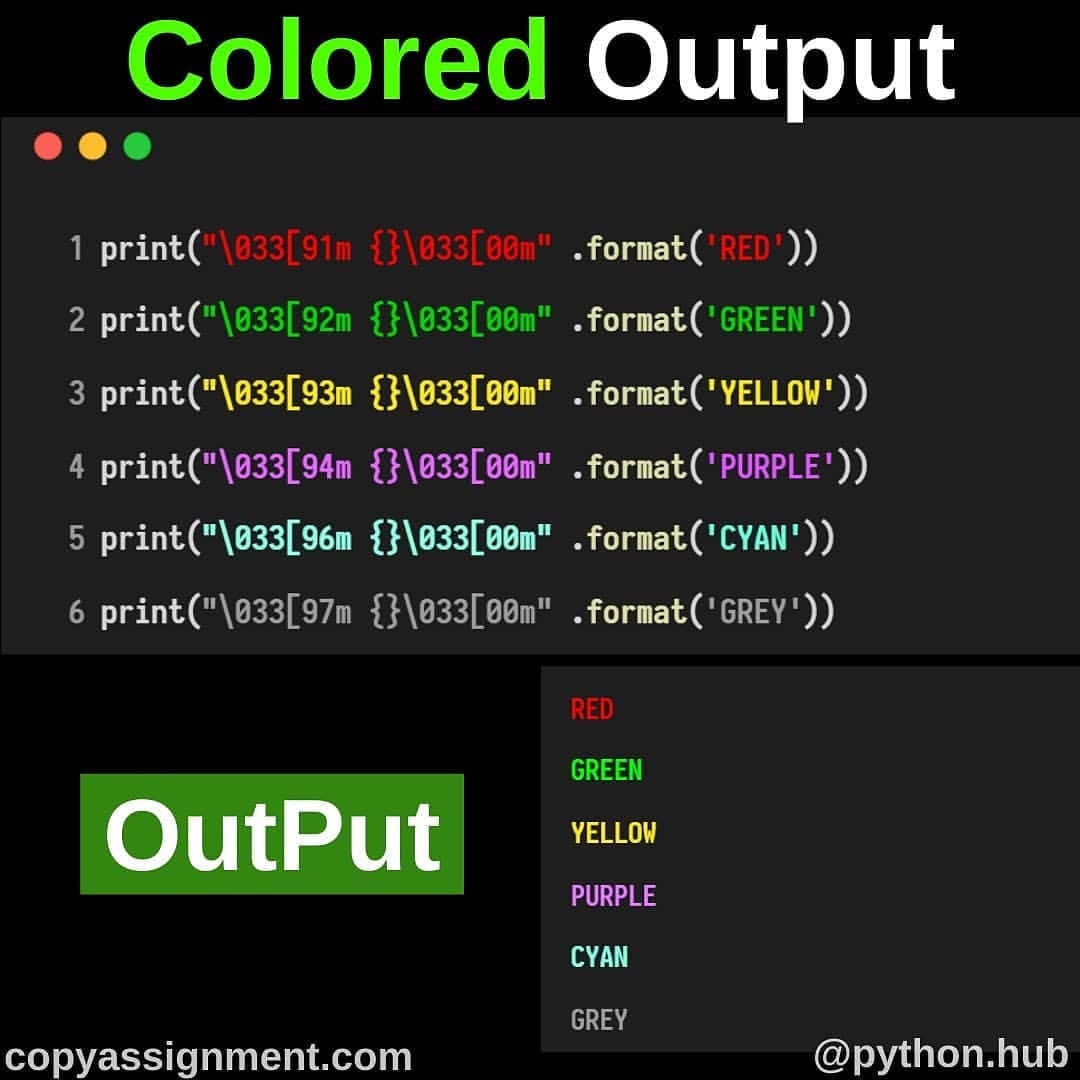 Colored Output
1 print("\033[91m {}\033[00m" .format('RED'))
2 print("\033[92m {}\033[00m" .format('GREEN'))
3 print("\033[93m {}\033[00m" .format('YELLOW'))
4 print("\033[94m {}\033[00m" .format('PURPLE'))
5 print("\033[96m {}\033[00m" .format('CYAN'))
6 print("\033[97m {}\033[00m" .format('GREY'))
OutPut
RED
GREEN
YELLOW
PURPLE
CYAN
GREY
copyassignment.com
@python.hub